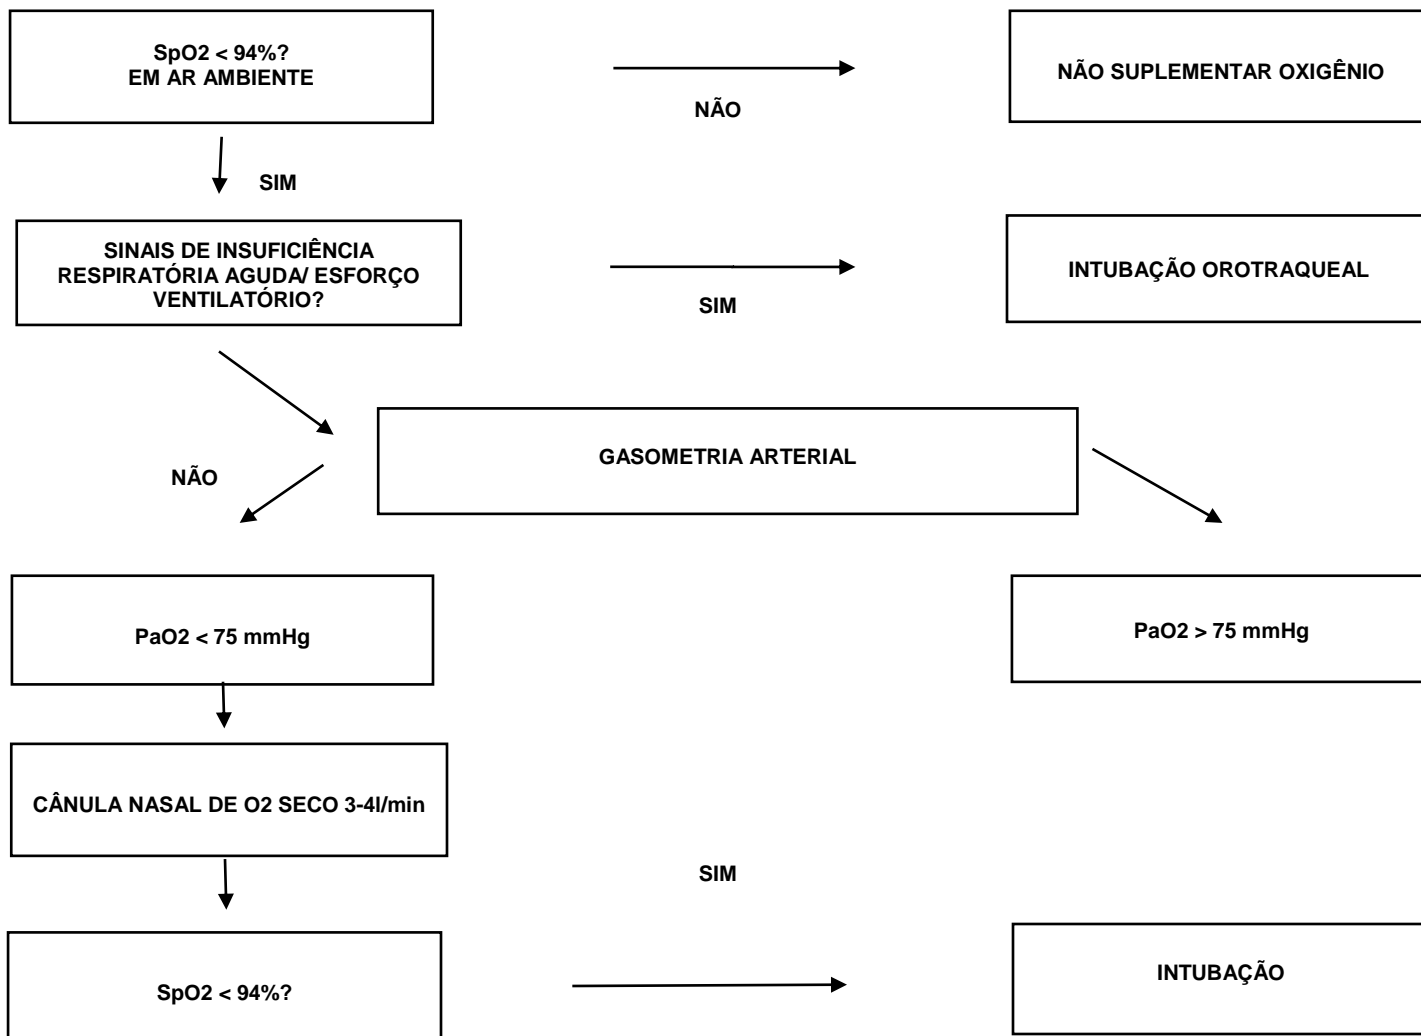 SpO2 < 94%?
EM AR AMBIENTE
NÃO
NÃO SUPLEMENTAR OXIGÊNIO
SIM
SINAIS DE INSUFICIÊNCIA
RESPIRATÓRIA AGUDA/ ESFORÇO
VENTILATÓRIO?
SIM
INTUBAÇÃO OROTRAQUEAL
GASOMETRIA ARTERIAL
NÃO
PaO2 < 75 mmHg
PaO2 > 75 mmHg
CÂNULA NASAL DE O2 SECO 3-4l/min
SIM
SpO2 < 94%?
INTUBAÇÃO